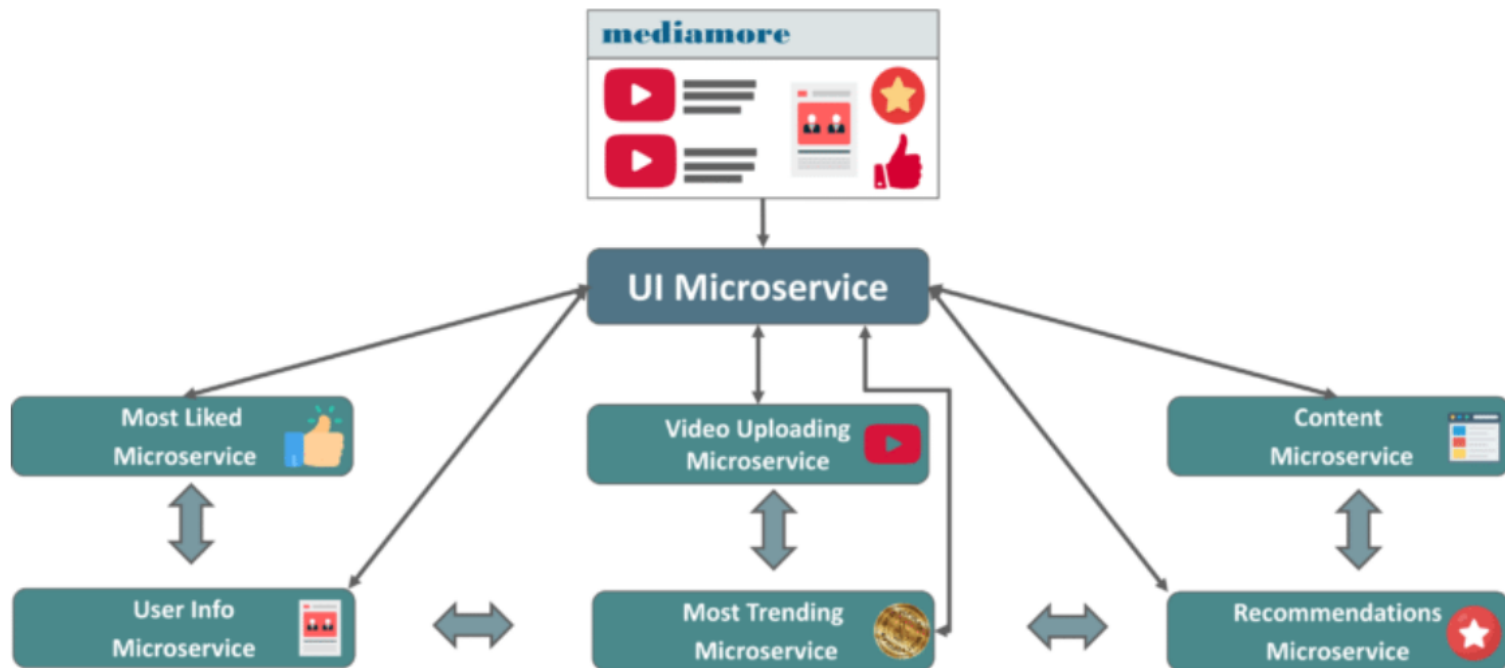 mediamore
UI Microservice
Most Liked
Microservice
Video Uploading
Microservice
Content
Microservice
User Info
Microservice
Most Trending
Microservice
Recommendations
Microservice